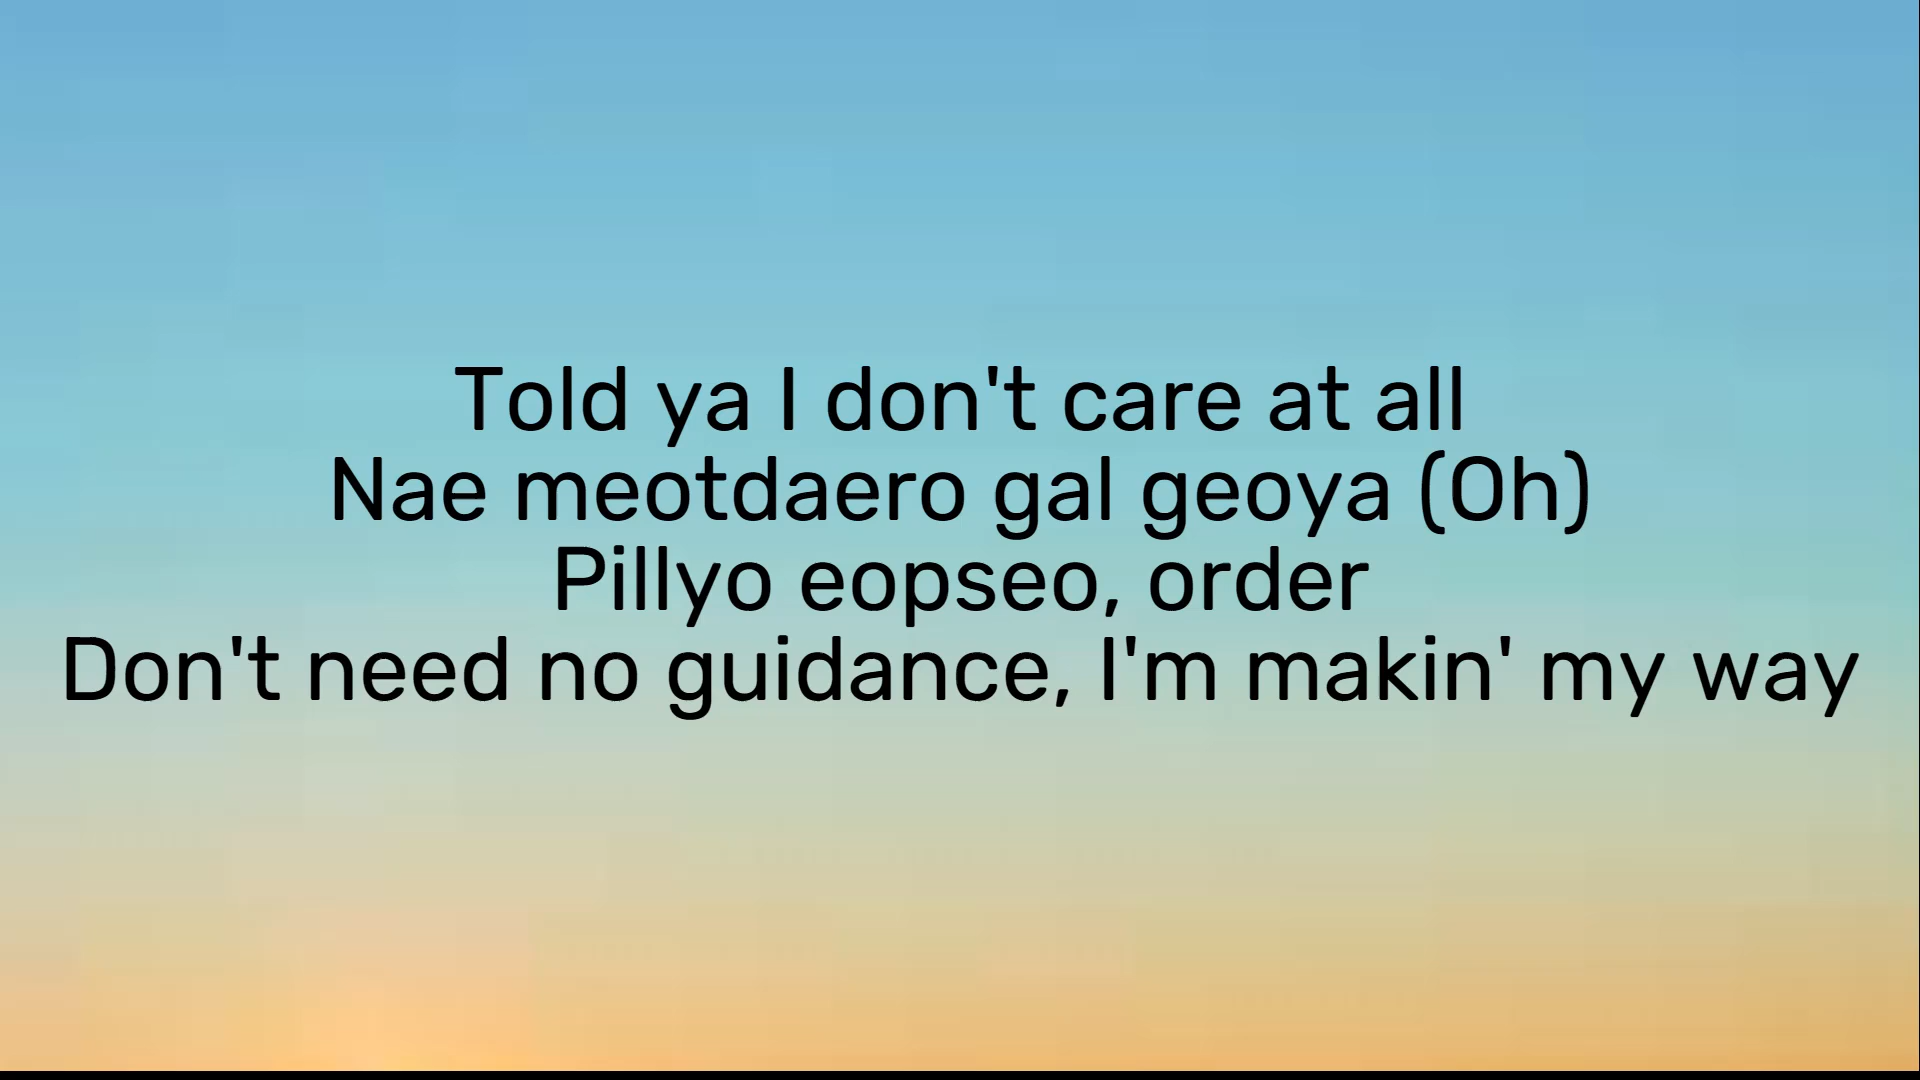 Told ya I don't care at all
Nae meotdaero gal geoya (Oh)
Pillyo eopseo, order
Don't need no guidance, I'm makin' my way